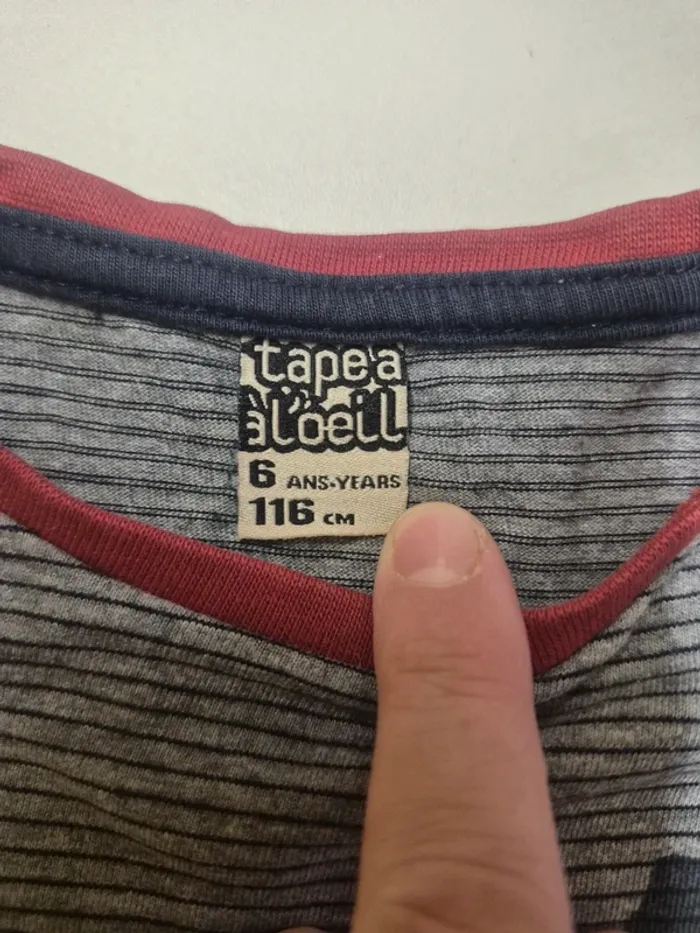 tape a
à l'oeil
6 ANS-YEARS
116 CM